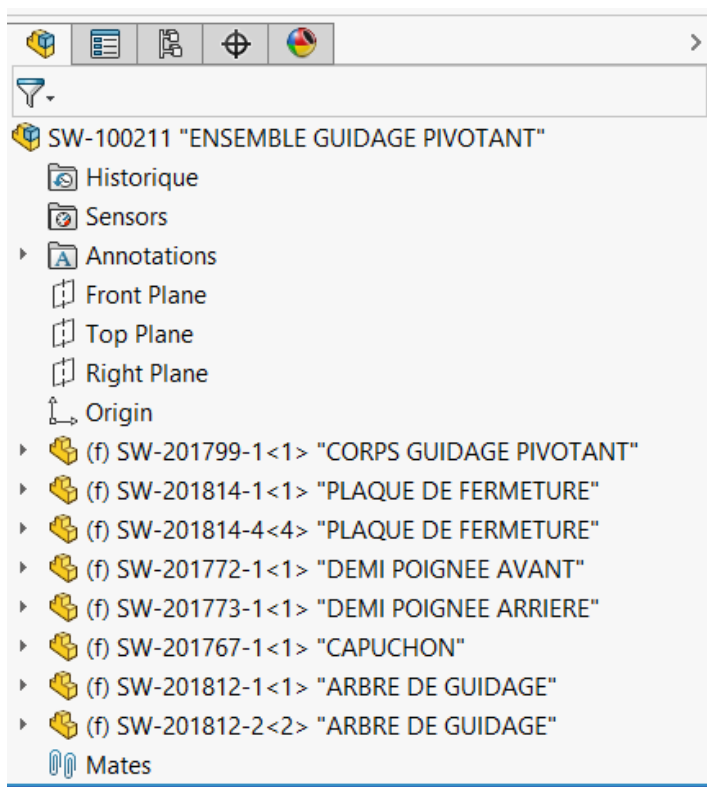 SW-100211 "ENSEMBLE GUIDAGE PIVOTANT"
Historique
Sensors
A Annotations
Front Plane
Top Plane
Right Plane
Origin
(f) SW-201799-1<1> "CORPS GUIDAGE PIVOTANT"
(f) SW-201814-1<1> "PLAQUE DE FERMETURE"
(f) SW-201814-4<4> "PLAQUE DE FERMETURE"
(f) SW-201772-1<1> "DEMI POIGNEE AVANT"
(f) SW-201773-1<1> "DEMI POIGNEE ARRIERE"
(f) SW-201767-1<1> "CAPUCHON"
(f) SW-201812-1<1> "ARBRE DE GUIDAGE"
(f) SW-201812-2<2> "ARBRE DE GUIDAGE"
Mates